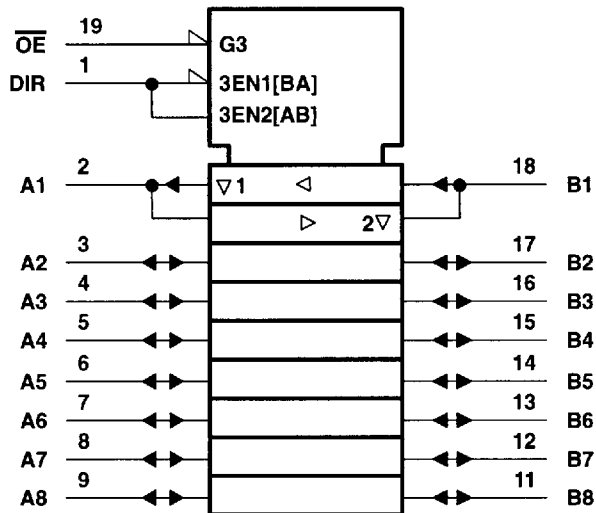 19
OE G3
1
DIR 3EN1[BA]
3EN2[AB]
2 18
A1 ▽1 ◁ B1
▷ 2▽
3 17
A2 B2
4 16
A3 B3
5 15
A4 B4
6 14
A5 B5
7 13
A6 B6
8 12
A7 B7
9 11
A8 B8